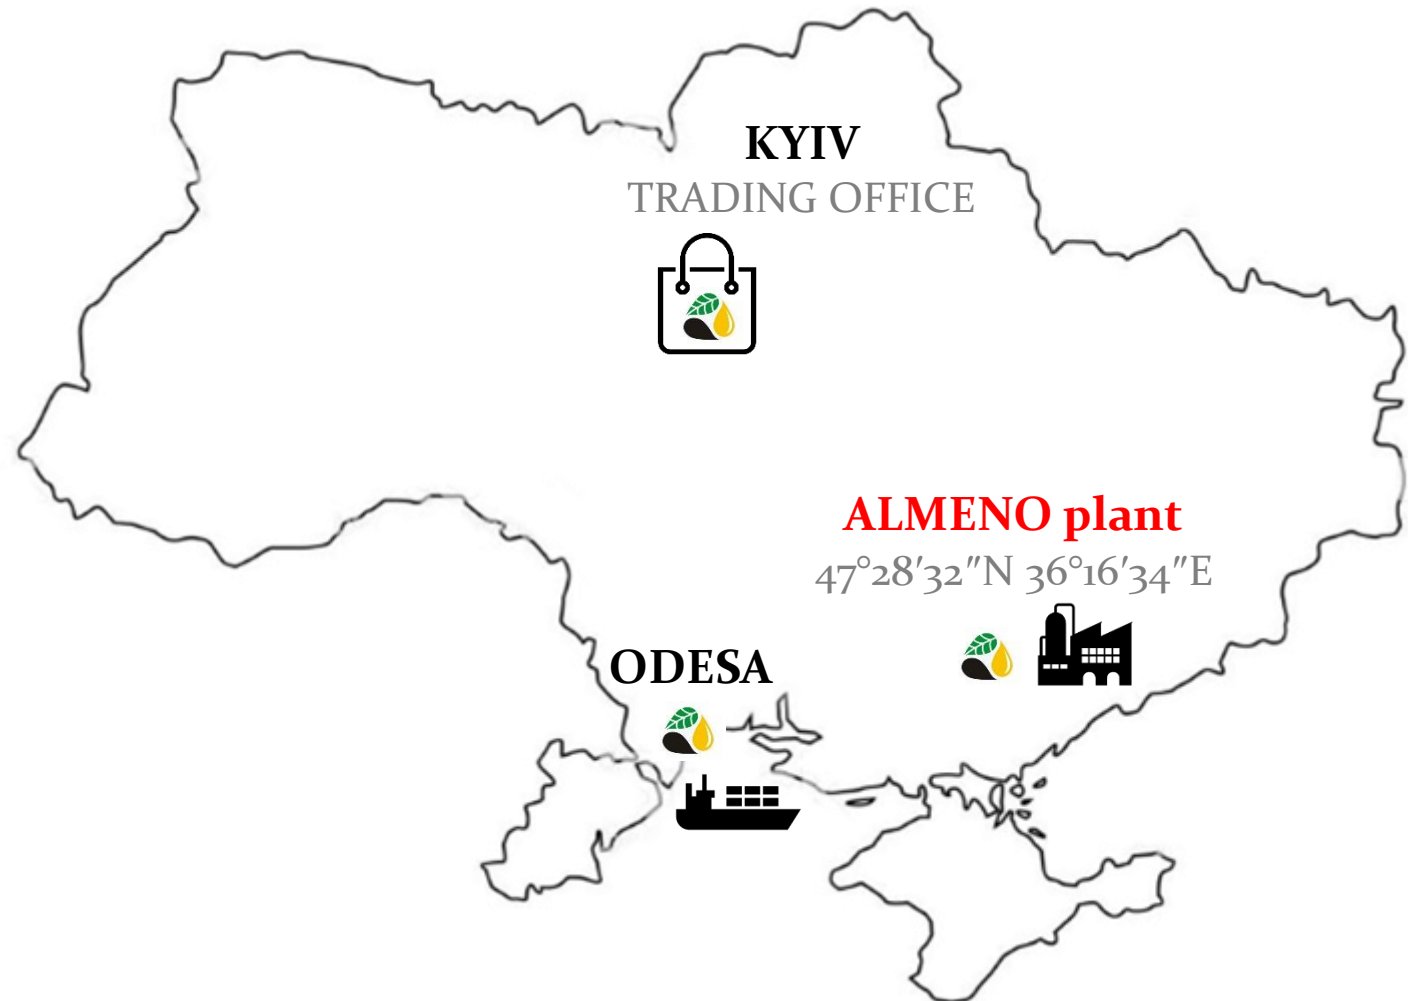 KYIV
TRADING OFFICE
ALMENO plant
47°28′32″N 36°16′34″E
ODESA